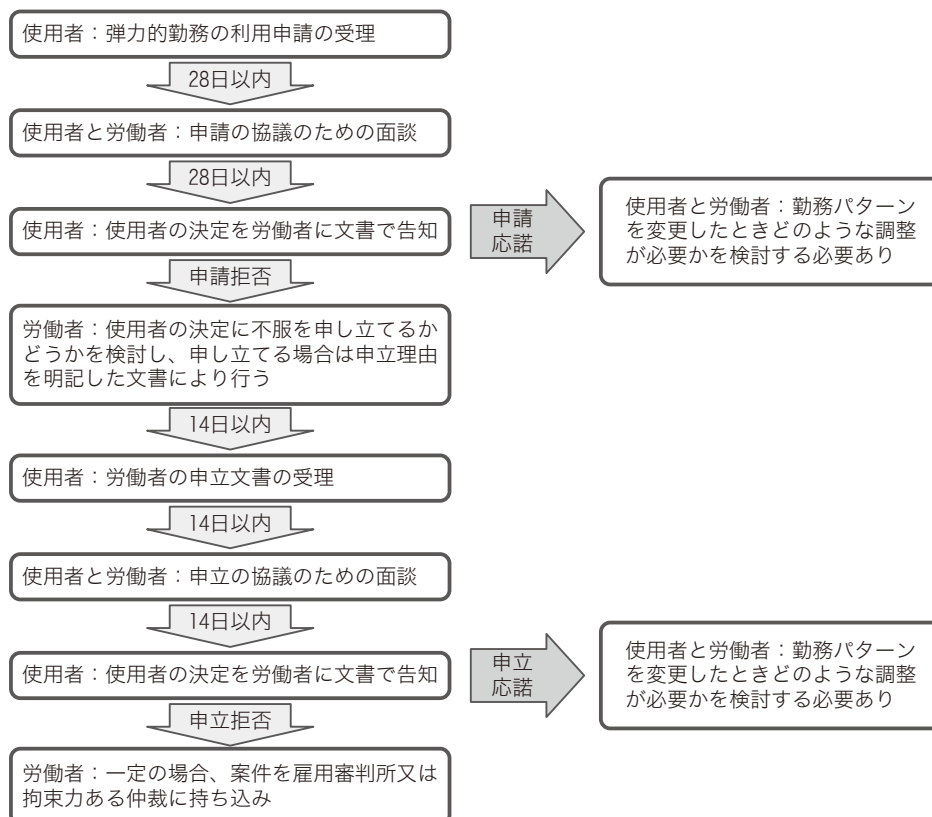 使用者：弾力的勤務の利用申請の受理
28日以内
使用者と労働者：申請の協議のための面談
28日以内
使用者：使用者の決定を労働者に文書で告知
申請
応諾
使用者と労働者：勤務パターン
を変更したときどのような調整
が必要かを検討する必要あり
申請拒否
労働者：使用者の決定に不服を申し立てるか
どうかを検討し、申し立てる場合は申立理由
を明記した文書により行う
14日以内
使用者：労働者の申立文書の受理
14日以内
使用者と労働者：申立の協議のための面談
14日以内
使用者：使用者の決定を労働者に文書で告知
申立
応諾
使用者と労働者：勤務パターン
を変更したときどのような調整
が必要かを検討する必要あり
申立拒否
労働者：一定の場合、案件を雇用審判所又は
拘束力ある仲裁に持ち込み